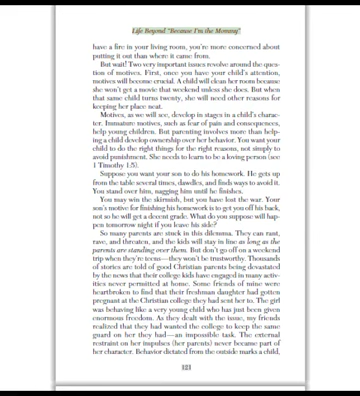 Life Beyond "Because I'm the Mommy"
have a fire in your living room, you're more concerned about
putting it out than where it came from.
But wait! Two very important issues revolve around the ques-
tion of motives. First, once you have your child's attention,
motives will become crucial. A child will clean her room because
she won't get a movie that weekend unless she does. But when
that same child turns twenty, she will need other reasons for
keeping her place neat.
Motives, as we will see, develop in stages in a child's charac-
ter. Immature motives, such as fear of pain and consequences,
help young children. But parenting involves more than help-
ing a child develop ownership over her behavior. You want your
child to do the right things for the right reasons, not simply to
avoid punishment. She needs to learn to be a loving person (see
1 Timothy 1:5).
Suppose you want your son to do his homework. He gets up
from the table several times, dawdles, and finds ways to avoid it.
You stand over him, nagging him until he finishes.
You may win the skirmish, but you have lost the war. Your
son's motive for finishing his homework is to get you off his back,
not so he will get a decent grade. What do you suppose will hap-
pen tomorrow night if you leave his side?
So many parents are stuck in this dilemma. They can rant,
rave, and threaten, and the kids will stay in line as long as the
parents are standing over them. But don't go off on a weekend
trip when they're teens—they won't be trustworthy. Thousands
of stories are told of good Christian parents being devastated
by the news that their college kids have engaged in many activ-
ities never permitted at home. Some friends of mine were
heartbroken to find that their freshman daughter had gotten
pregnant at the Christian college they had sent her to. The girl
was behaving like a very young child who has just been given
enormous freedom. As they dealt with the issue, my friends
realized that they had wanted the college to keep the same
guard on her they had—an impossible task. The external
restraint on her impulses (her parents) never became part of
her character. Behavior dictated from the outside marks a child,
121